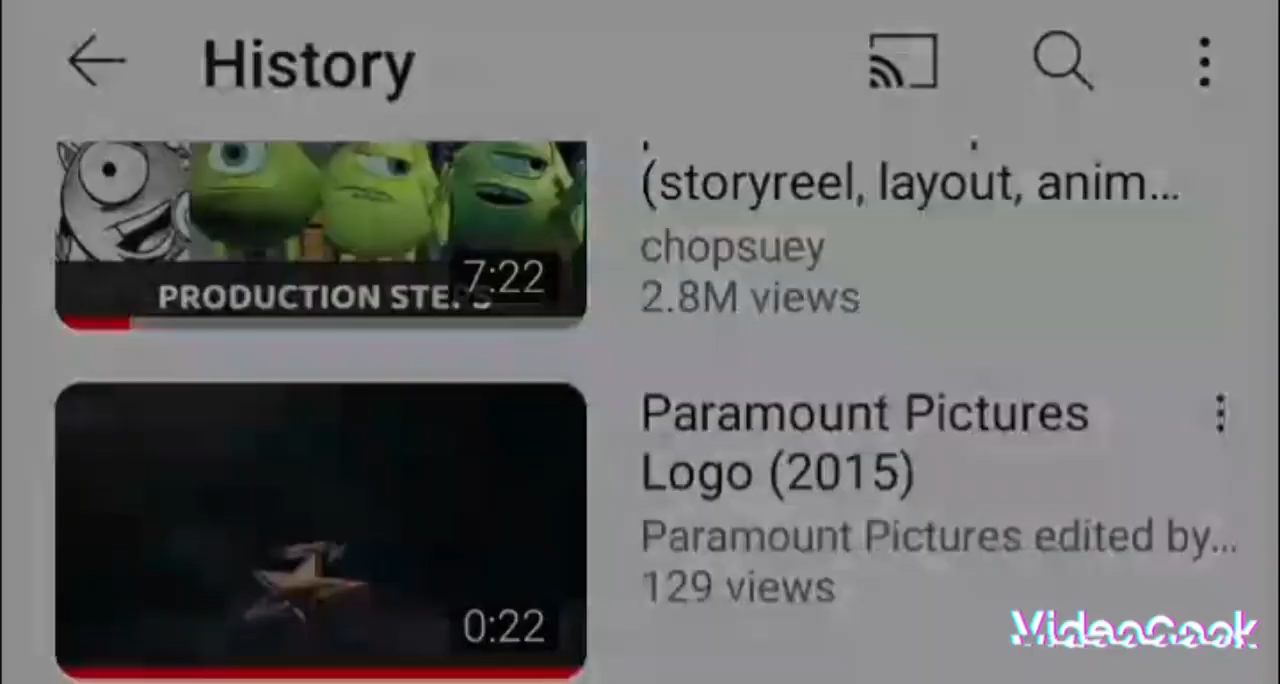 History
(storyreel, layout, anim...
chopsuey
2.8M views
7:22
PRODUCTION
Paramount Pictures
Logo (2015)
Paramount Pictures edited by...
129 views
0:22
VideoCook